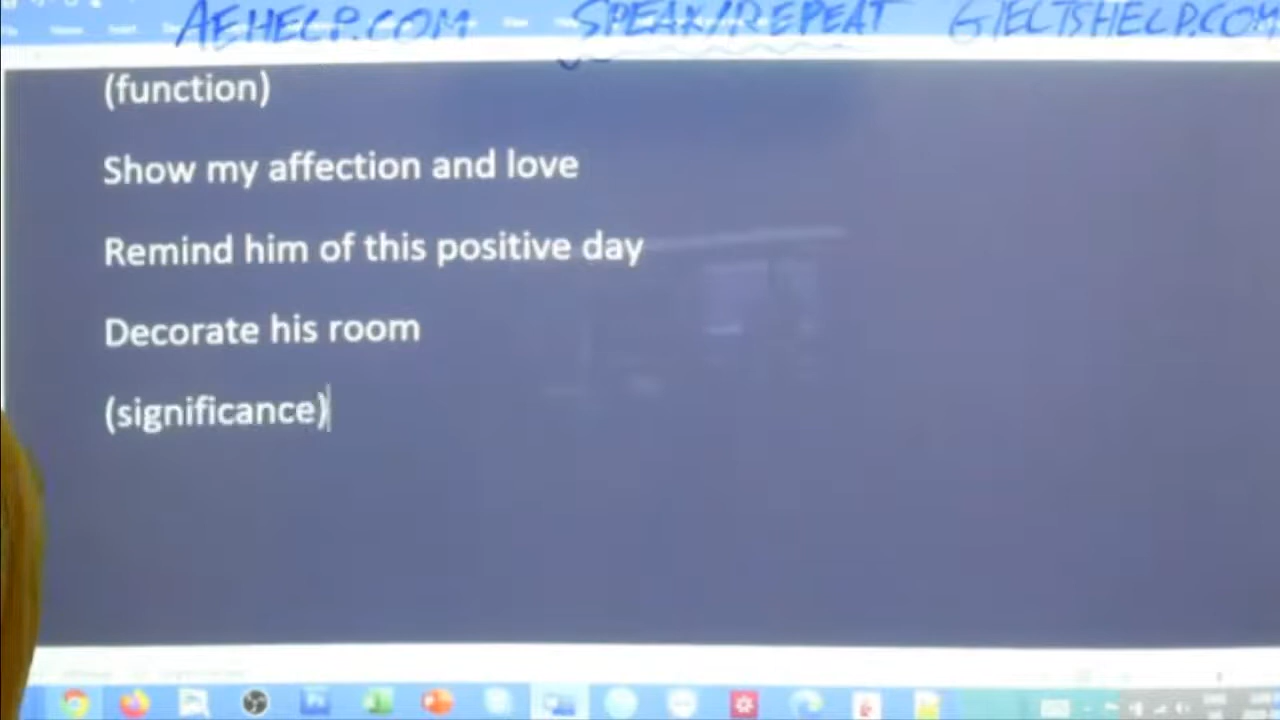 AEHELP.COM SPEAK/REPEAT GIELTSHELP.COM
(function)
Show my affection and love
Remind him of this positive day
Decorate his room
(significance)